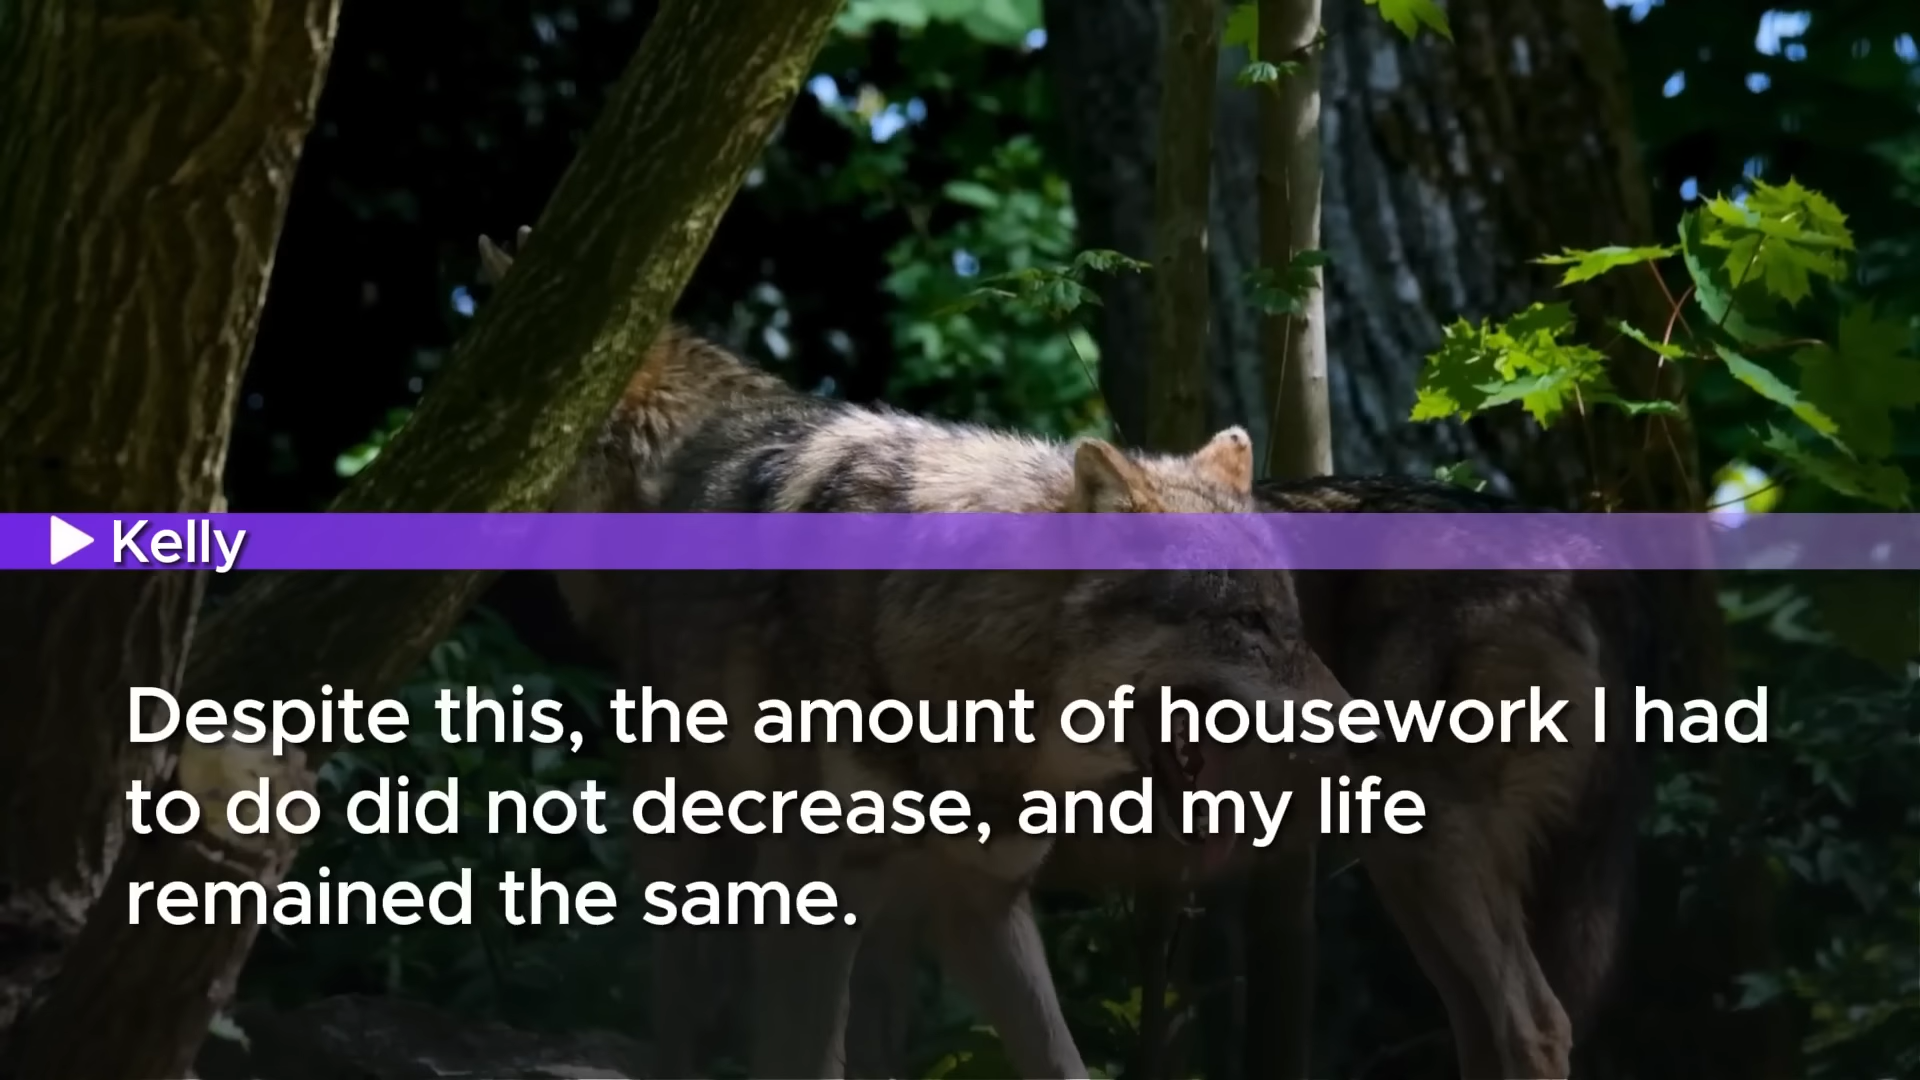 Kelly
Despite this, the amount of housework I had
to do did not decrease, and my life
remained the same.